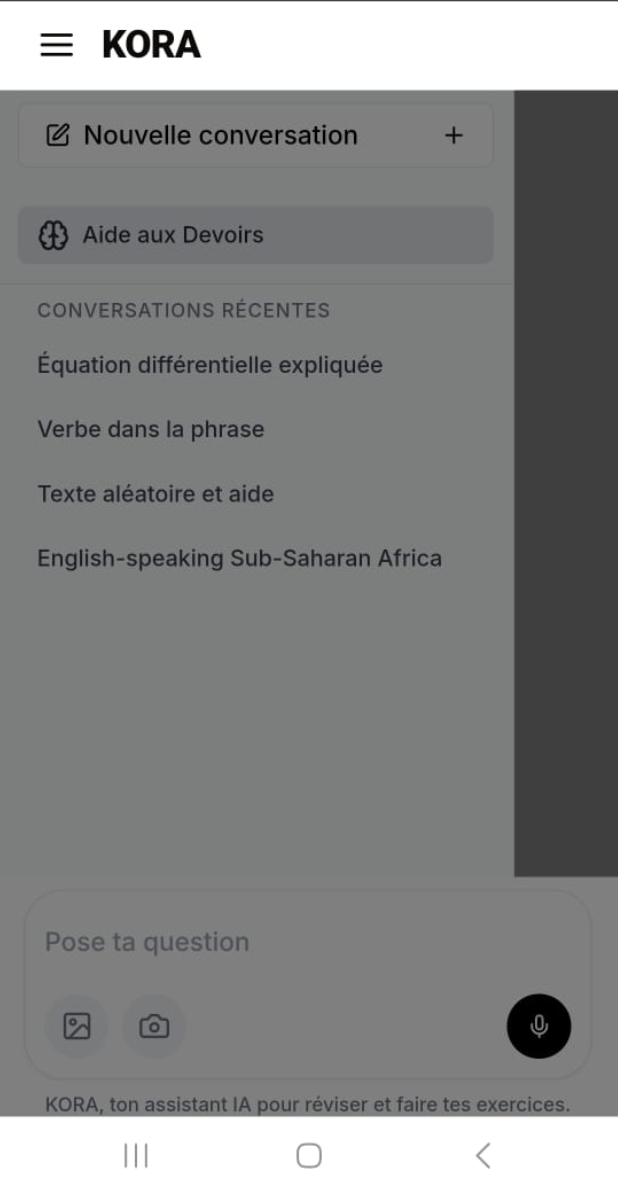 KORA
Nouvelle conversation
Aide aux Devoirs
CONVERSATIONS RÉCENTES
Équation différentielle expliquée
Verbe dans la phrase
Texte aléatoire et aide
English-speaking Sub-Saharan Africa
Pose ta question
KORA, ton assistant IA pour réviser et faire tes exercices.